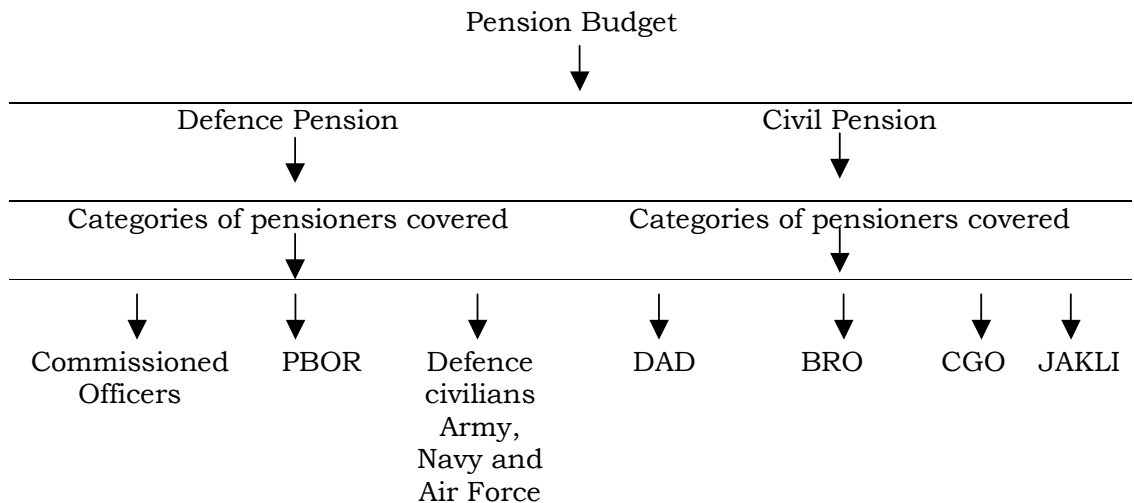 Pension Budget
Defence Pension Civil Pension
Categories of pensioners covered Categories of pensioners covered
Commissioned Officers
PBOR
Defence
civilians
Army,
Navy and
Air Force
DAD
BRO
CGO
JAKLI